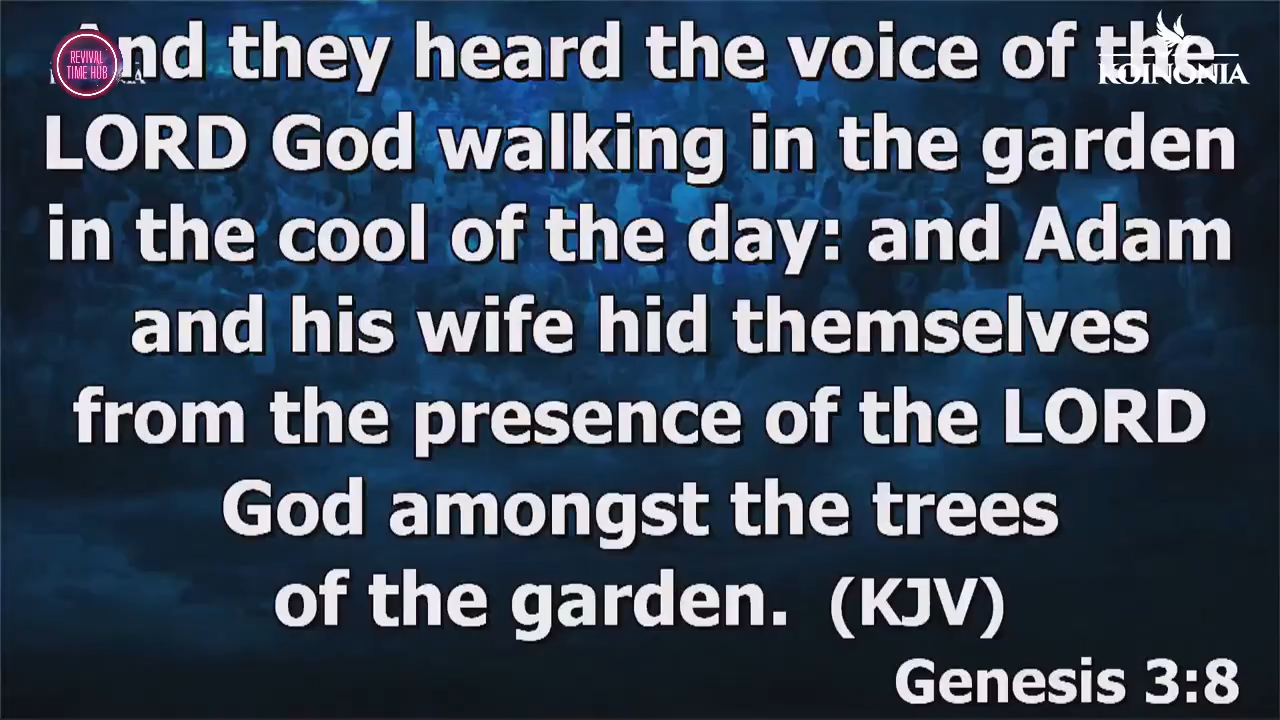 And they heard the voice of the
LORD God walking in the garden
in the cool of the day: and Adam
and his wife hid themselves
from the presence of the LORD
God amongst the trees
of the garden. (KJV)
Genesis 3:8
REVIVAL
TIME HUB
KOINONIA